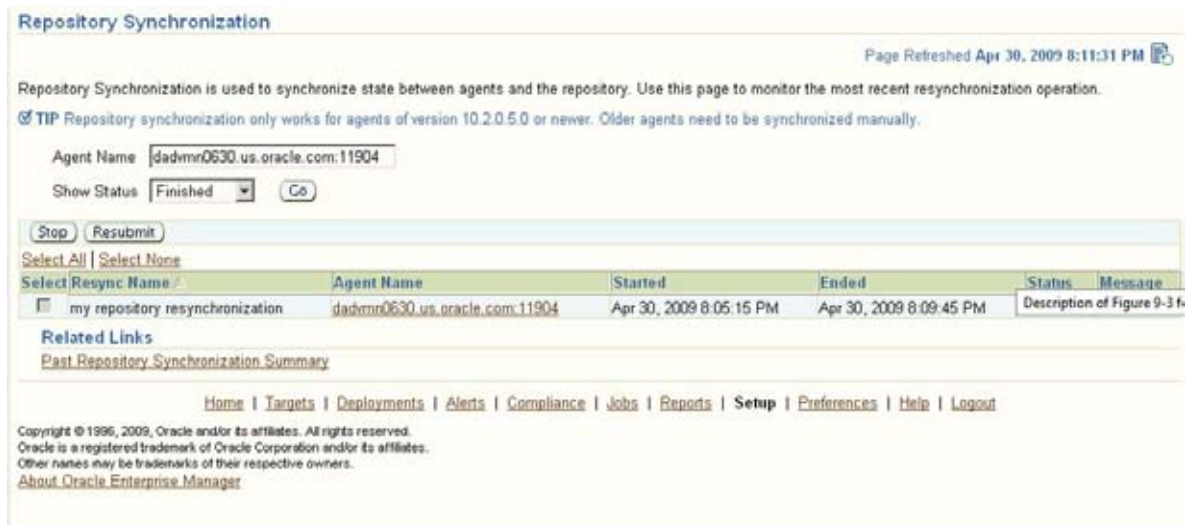 Repository Synchronization
Page Refreshed Apr 30, 2009 8:11:31 PM
Repository Synchronization is used to synchronize state between agents and the repository. Use this page to monitor the most recent resynchronization operation.
TIP Repository synchronization only works for agents of version 10.2.0.5.0 or newer. Older agents need to be synchronized manually.
Agent Name dadvmn0630.us.oracle.com:11904
Show Status Finished Go
Stop Resubmit
Select All | Select None
Select Resync Name Agent Name Started Ended Status Message
my repository resynchronization dadvmn0630.us.oracle.com:11904 Apr 30, 2009 8:05:15 PM Apr 30, 2009 8:09:45 PM Description of Figure 9-3 f
Related Links
Past Repository Synchronization Summary
Home | Targets | Deployments | Alerts | Compliance | Jobs | Reports | Setup | Preferences | Help | Logout
Copyright © 1996, 2009, Oracle and/or its affiliates. All rights reserved.
Oracle is a registered trademark of Oracle Corporation and/or its affiliates.
Other names may be trademarks of their respective owners.
About Oracle Enterprise Manager